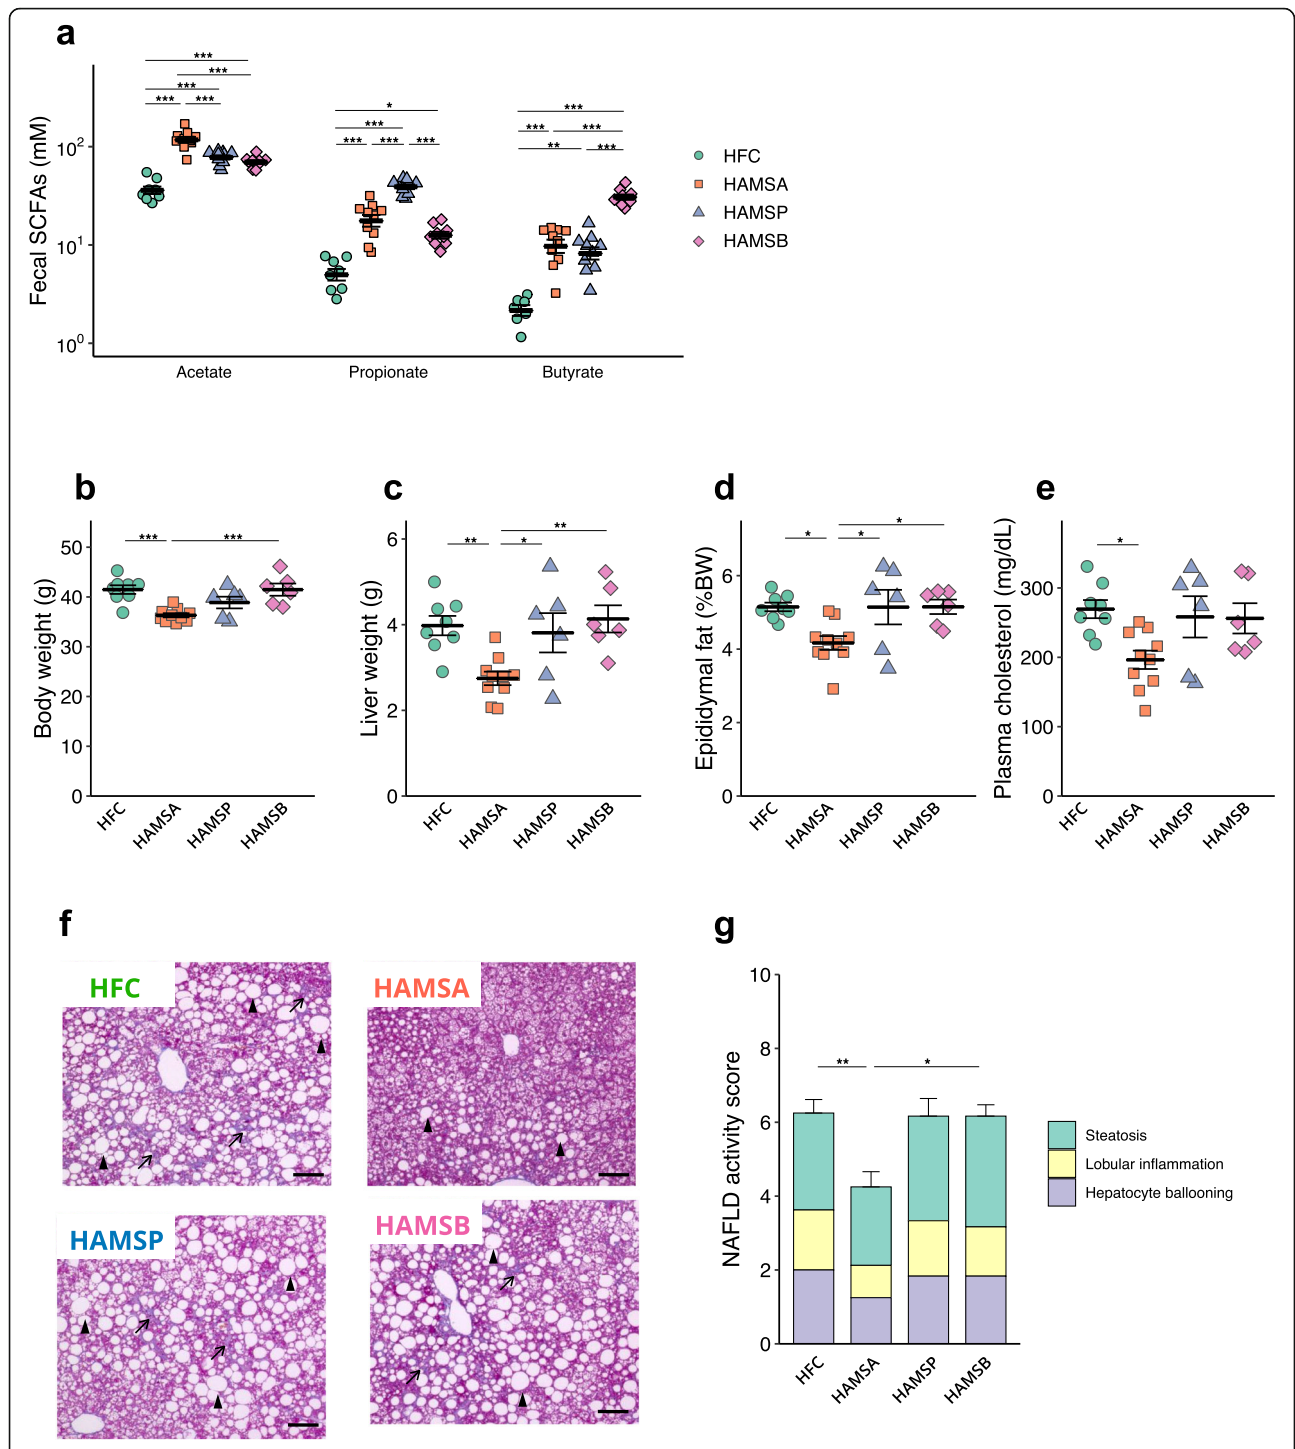 a
***
***
***
*** ***
*
***
*** *** ***
***
*** ***
** ***
Fecal SCFAs (mM)
10²
10¹
10⁰
Acetate Propionate Butyrate
HFC
HAMSA
HAMSP
HAMSB
b
*** ***
Body weight (g)
50
40
30
20
10
0
HFC HAMSA HAMSP HAMSB
c
**
** *
Liver weight (g)
6
4
2
0
HFC HAMSA HAMSP HAMSB
d
*
* *
Epididymal fat (%BW)
6
4
2
0
HFC HAMSA HAMSP HAMSB
e
*
Plasma cholesterol (mg/dL)
300
200
100
0
HFC HAMSA HAMSP HAMSB
f
HFC
HAMSA
HAMSP
HAMSB
g
** *
NAFLD activity score
10
8
6
4
2
0
HFC HAMSA HAMSP HAMSB
Steatosis
Lobular inflammation
Hepatocyte ballooning